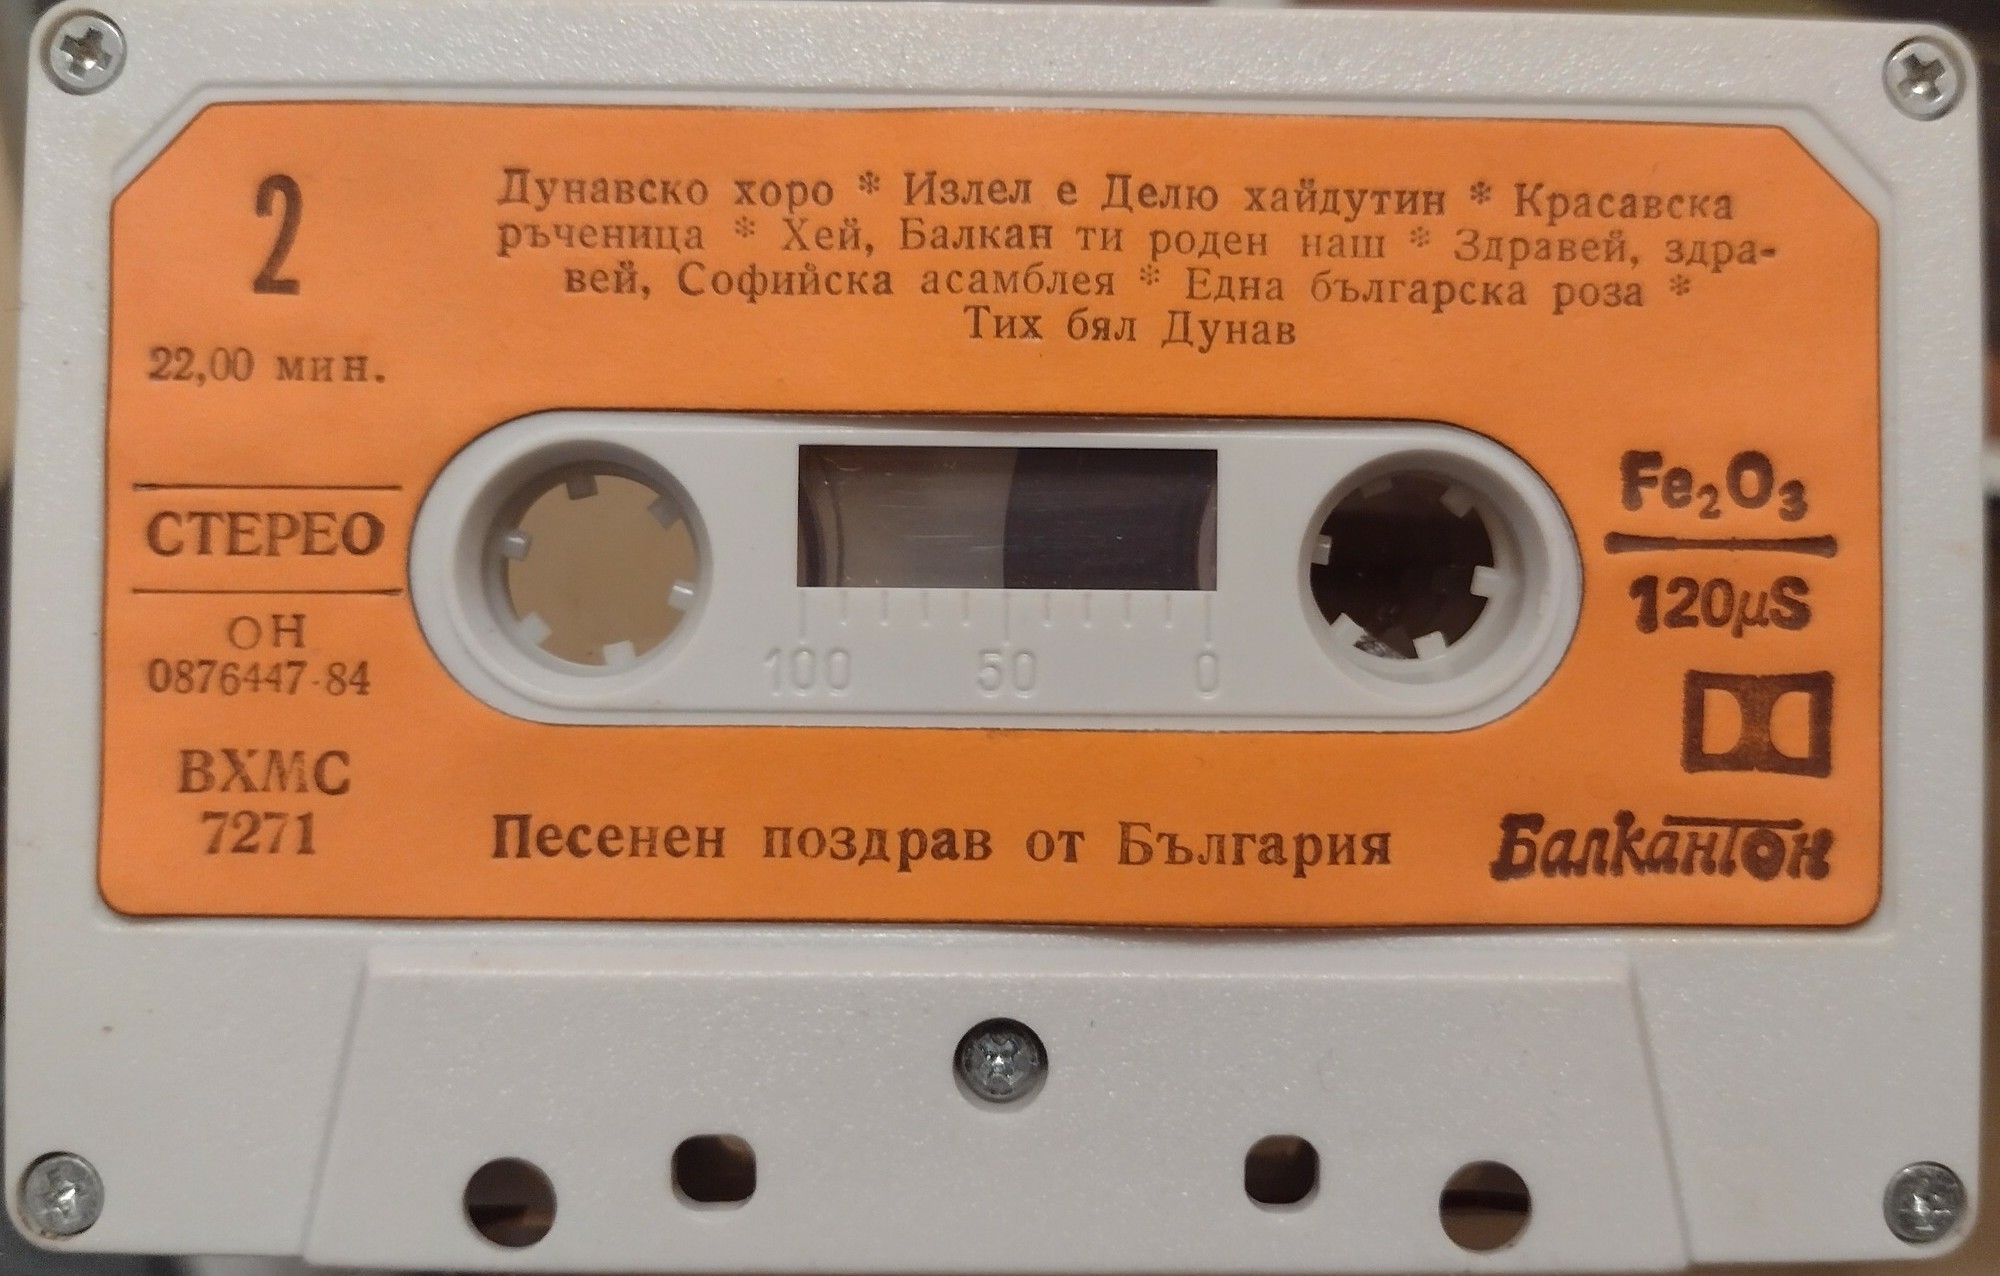 2
Дунавско хоро * Излел е Делю хайдутин * Красавска
ръченица * Хей, Балкан ти роден наш * Здравей, здра-
вей, Софийска асамблея * Една българска роза *
Тих бял Дунав
22,00 мин.
СТЕРЕО
ОН
0876447-84
ВХМС
7271
100 50 0
Fe₂O₃
120µS
Песенен поздрав от България
Балкантон